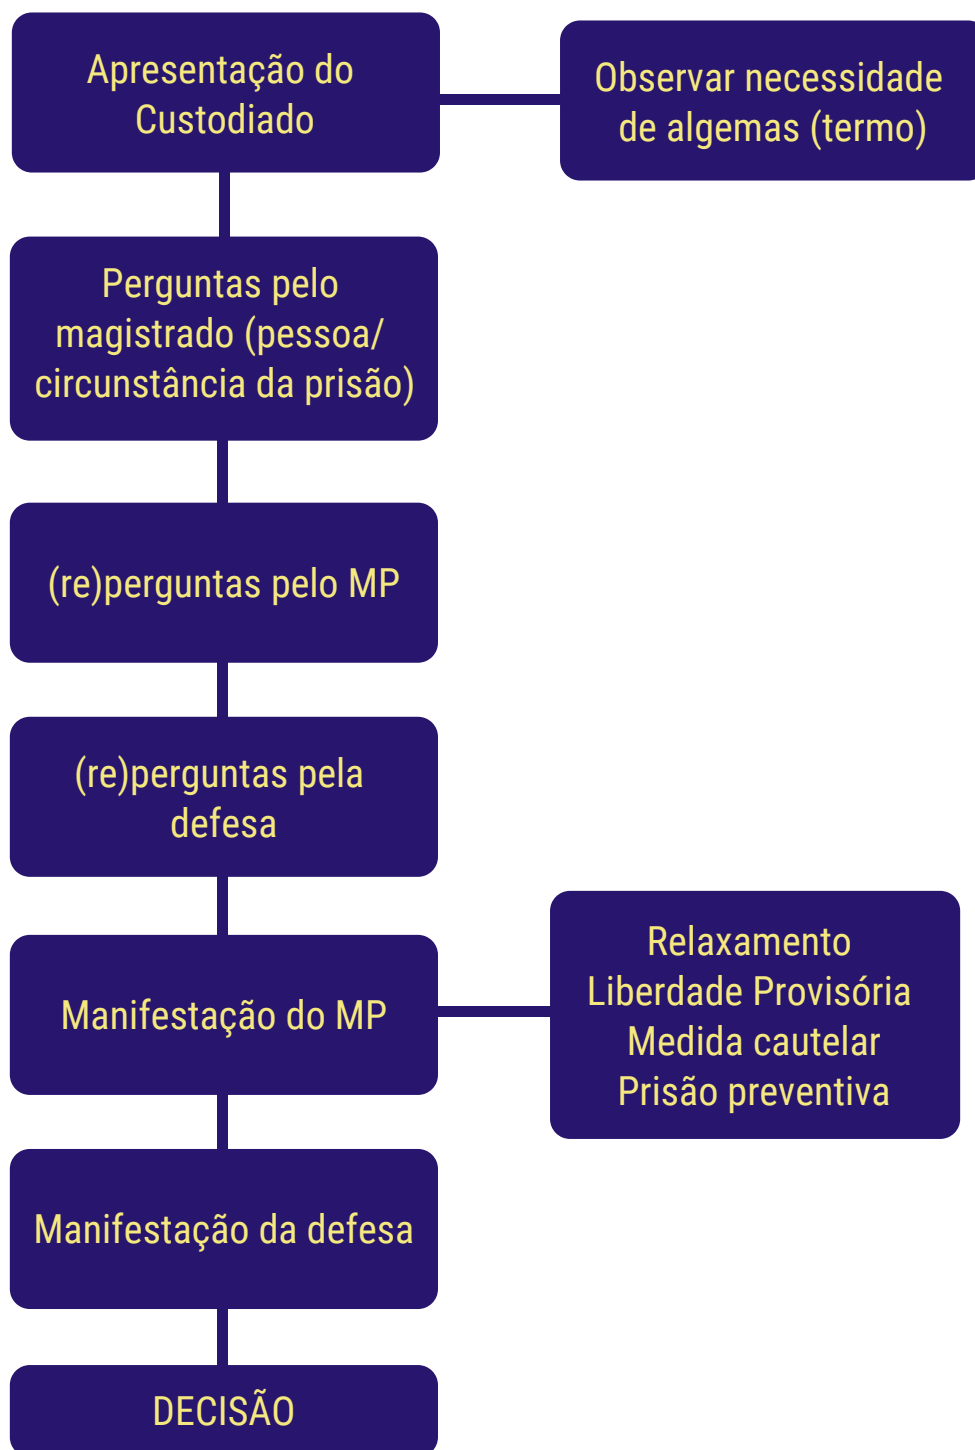 Apresentação do
Custodiado
Observar necessidade
de algemas (termo)
Perguntas pelo
magistrado (pessoa/
circunstância da prisão)
(re)perguntas pelo MP
(re)perguntas pela
defesa
Manifestação do MP
Relaxamento
Liberdade Provisória
Medida cautelar
Prisão preventiva
Manifestação da defesa
DECISÃO